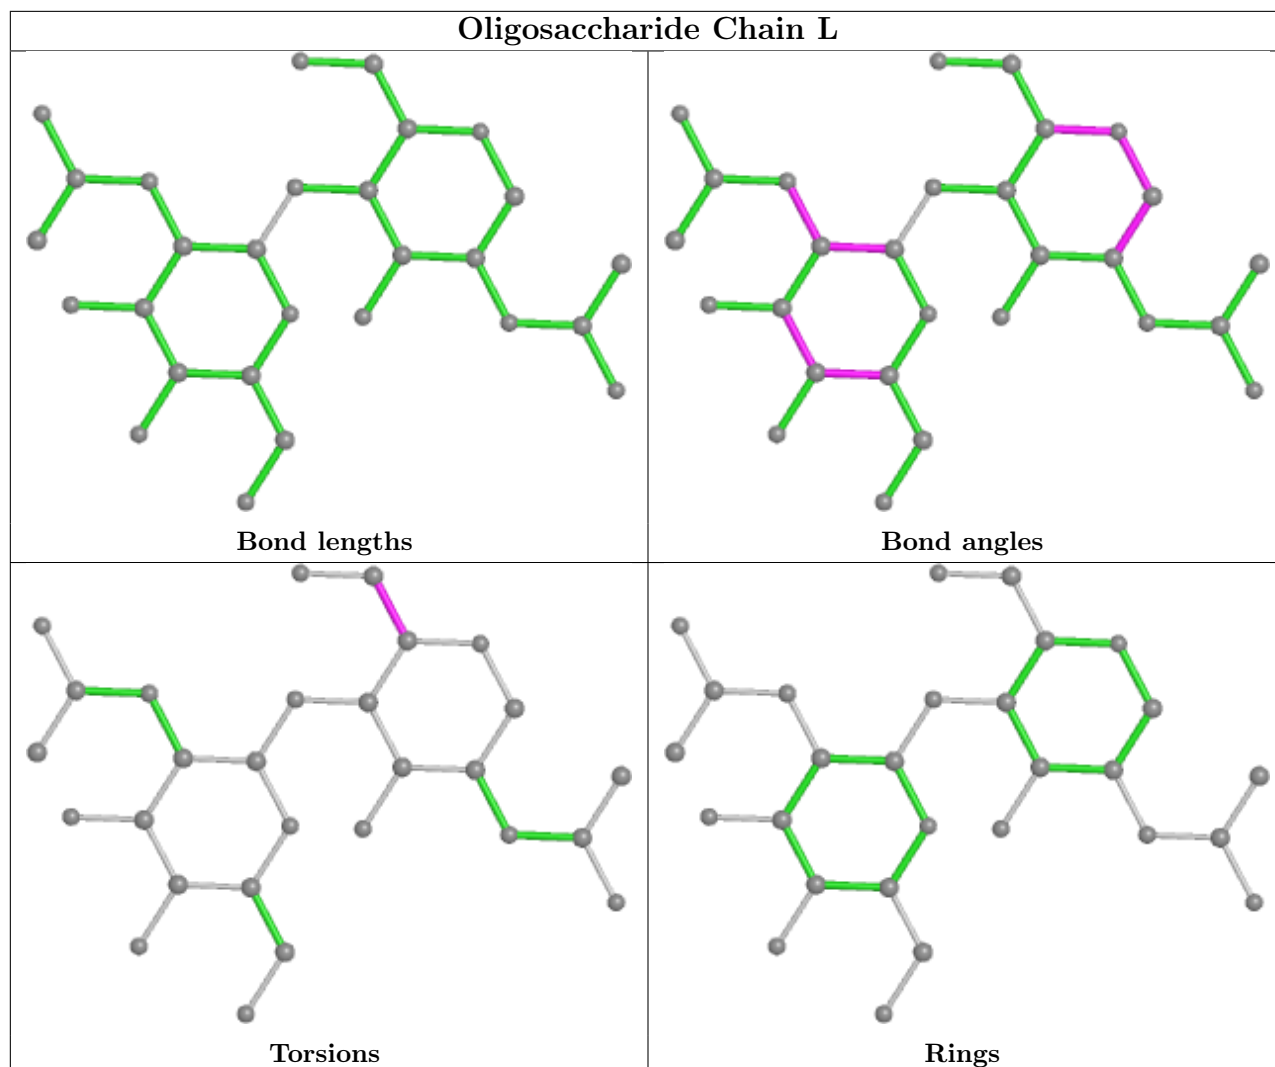 Oligosaccharide Chain L
Bond lengths
Bond angles
Torsions
Rings